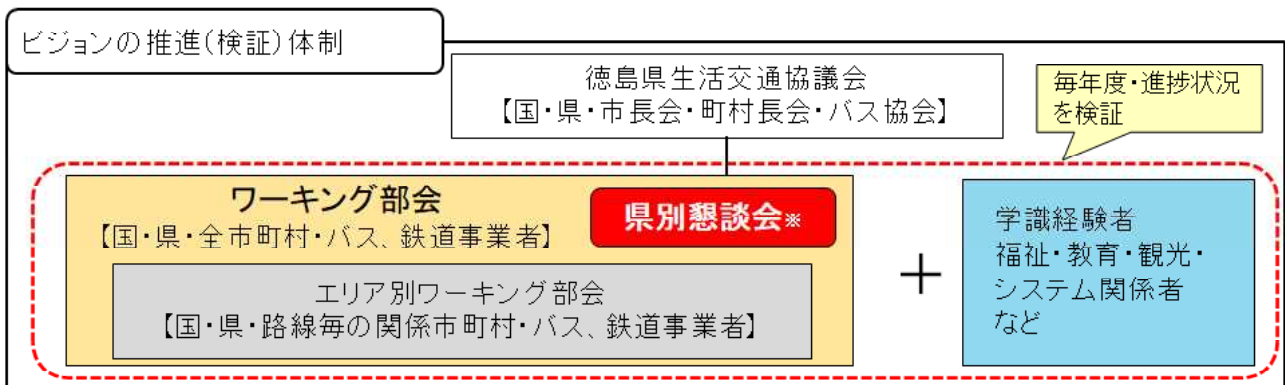 ビジョンの推進(検証)体制
徳島県生活交通協議会
【国・県・市長会・町村長会・バス協会】
毎年度・進捗状況
を検証
ワーキング部会
【国・県・全市町村・バス、鉄道事業者】
県別懇談会※
エリア別ワーキング部会
【国・県・路線毎の関係市町村・バス、鉄道事業者】
+
学識経験者
福祉・教育・観光・
システム関係者
など